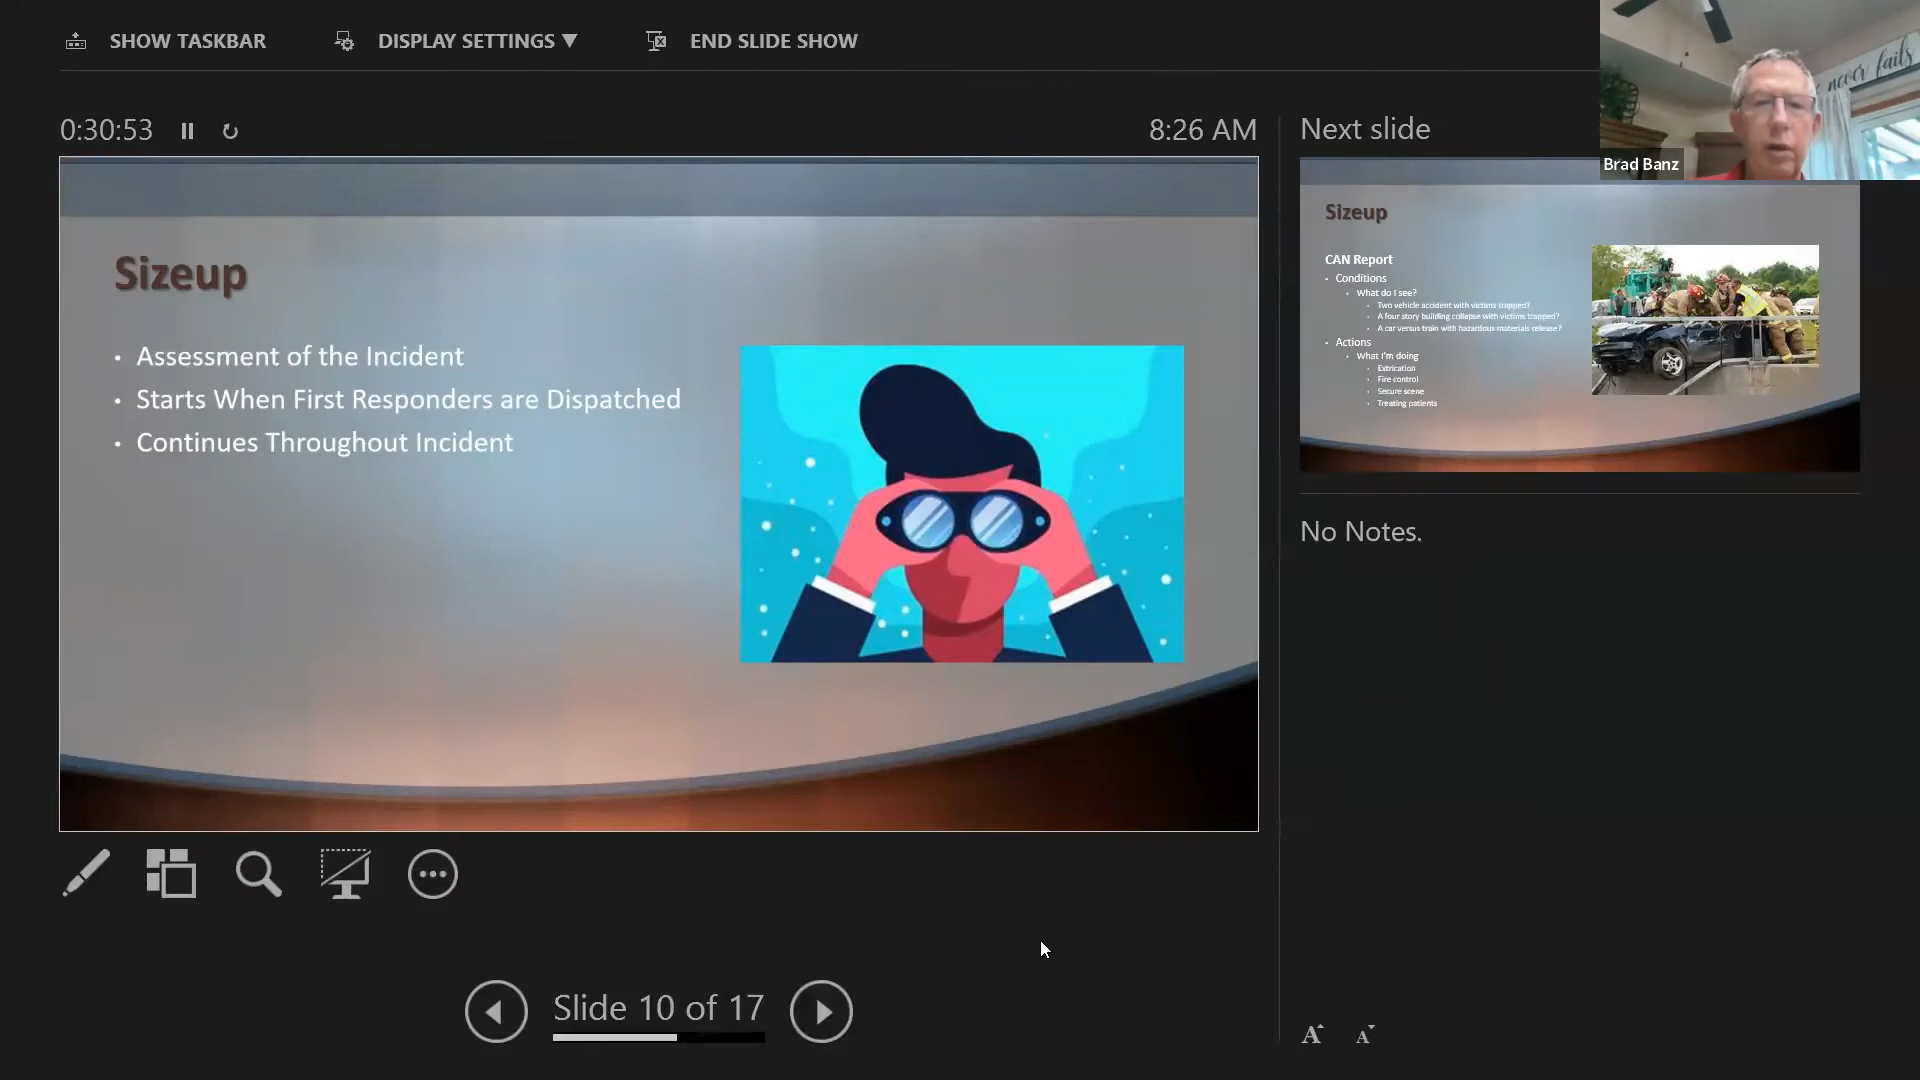 SHOW TASKBAR
DISPLAY SETTINGS ▼
END SLIDE SHOW
never fails
Brad Banz
0:30:53
8:26 AM
Next slide
Sizeup
• Assessment of the Incident
• Starts When First Responders are Dispatched
• Continues Throughout Incident
Sizeup
CAN Report
• Conditions
• What do I see?
• Two vehicle accident with victims trapped?
• A four story building collapse with victims trapped?
• A car versus train with hazardous materials release?
• Actions
• What I'm doing
• Extrication
• Fire control
• Secure scene
• Treating patients
No Notes.
Slide 10 of 17
A A